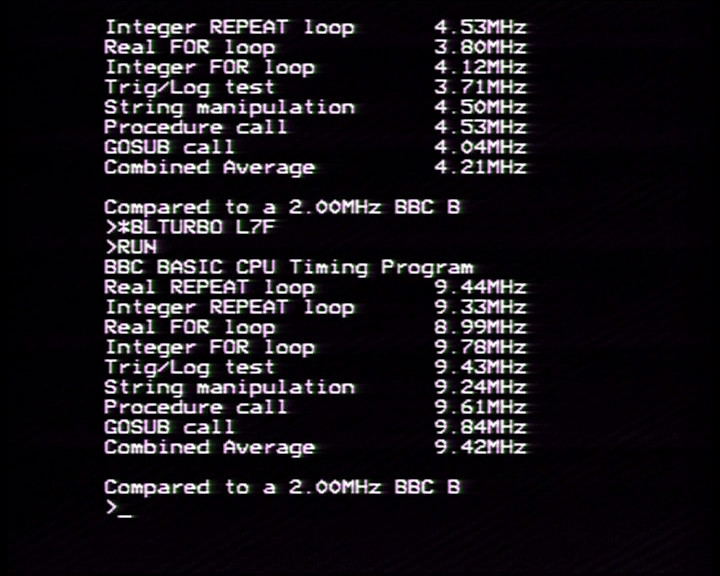 Integer REPEAT loop 4.53MHz
Real FOR loop 3.80MHz
Integer FOR loop 4.12MHz
Trig/Log test 3.71MHz
String manipulation 4.50MHz
Procedure call 4.53MHz
GOSUB call 4.04MHz
Combined Average 4.21MHz
Compared to a 2.00MHz BBC B
>*BLTURBO L7F
>RUN
BBC BASIC CPU Timing Program
Real REPEAT loop 9.44MHz
Integer REPEAT loop 9.33MHz
Real FOR loop 8.99MHz
Integer FOR loop 9.78MHz
Trig/Log test 9.43MHz
String manipulation 9.24MHz
Procedure call 9.61MHz
GOSUB call 9.84MHz
Combined Average 9.42MHz
Compared to a 2.00MHz BBC B
>_